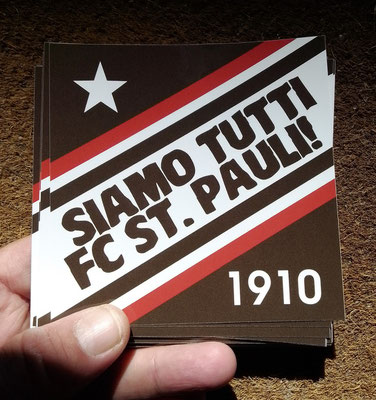 SIAMO TUTTI
FC ST. PAULI!
1910